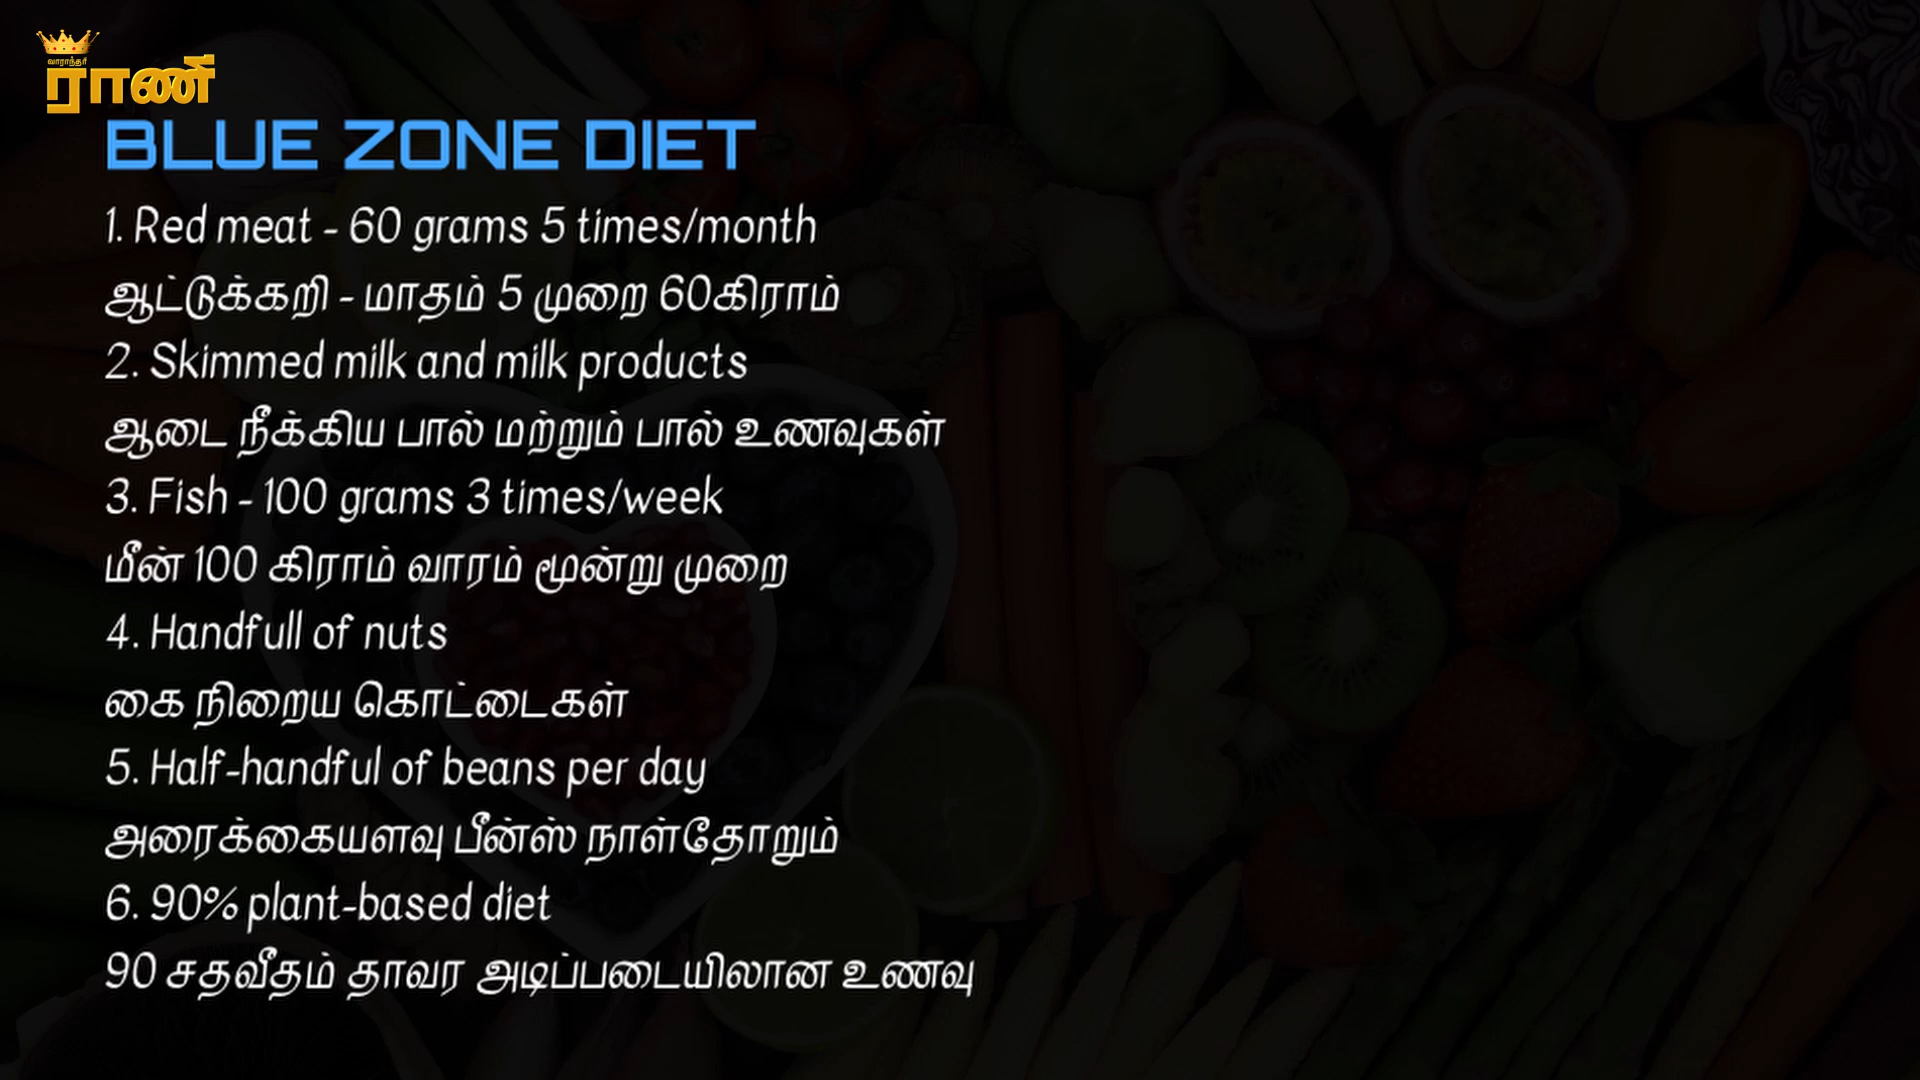 வாராந்தரி
ராணி
BLUE ZONE DIET
1. Red meat - 60 grams 5 times/month
ஆட்டுக்கறி - மாதம் 5 முறை 60கிராம்
2. Skimmed milk and milk products
ஆடை நீக்கிய பால் மற்றும் பால் உணவுகள்
3. Fish - 100 grams 3 times/week
மீன் 100 கிராம் வாரம் மூன்று முறை
4. Handfull of nuts
கை நிறைய கொட்டைகள்
5. Half-handful of beans per day
அரைக்கையளவு பீன்ஸ் நாள்தோறும்
6. 90% plant-based diet
90 சதவீதம் தாவர அடிப்படையிலான உணவு